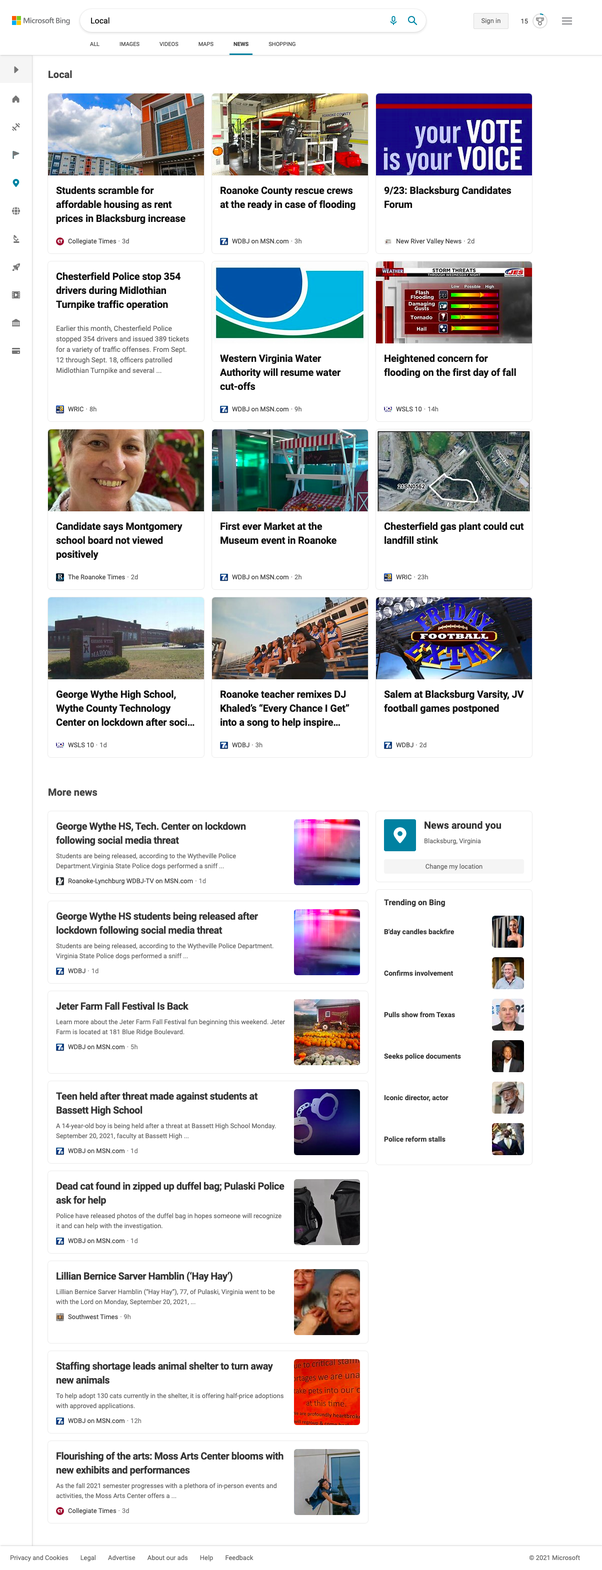 Microsoft Bing
Local
Sign in
15
ALL
IMAGES
VIDEOS
MAPS
NEWS
SHOPPING
Local
Students scramble for
affordable housing as rent
prices in Blacksburg increase
Collegiate Times · 3d
Roanoke County rescue crews
at the ready in case of flooding
WDBJ on MSN.com · 3h
your VOTE
is your VOICE
9/23: Blacksburg Candidates
Forum
New River Valley News · 2d
Chesterfield Police stop 354
drivers during Midlothian
Turnpike traffic operation
Earlier this month, Chesterfield Police
stopped 354 drivers and issued 389 tickets
for a variety of traffic offenses. From Sept.
12 through Sept. 18, officers patrolled
Midlothian Turnpike and several ...
WRIC · 8h
Western Virginia Water
Authority will resume water
cut-offs
WDBJ on MSN.com · 9h
WEATHER
STORM THREATS
Low Possible High
Flash
Flooding
Damaging
Gusts
Tornado
Hail
Heightened concern for
flooding on the first day of fall
WSLS 10 · 14h
Candidate says Montgomery
school board not viewed
positively
The Roanoke Times · 2d
First ever Market at the
Museum event in Roanoke
WDBJ on MSN.com · 2h
Chesterfield gas plant could cut
landfill stink
WRIC · 23h
George Wythe High School,
Wythe County Technology
Center on lockdown after soci...
WSLS 10 · 1d
Roanoke teacher remixes DJ
Khaled's “Every Chance I Get”
into a song to help inspire...
WDBJ · 3h
FRIDAY
FOOTBALL
EXTRA
Salem at Blacksburg Varsity, JV
football games postponed
WDBJ · 2d
More news
George Wythe HS, Tech. Center on lockdown
following social media threat
Students are being released, according to the Wytheville Police
Department.Virginia State Police dogs performed a sniff ...
Roanoke-Lynchburg WDBJ-TV on MSN.com · 1d
George Wythe HS students being released after
lockdown following social media threat
Students are being released, according to the Wytheville Police Department.
Virginia State Police dogs performed a sniff ...
WDBJ · 1d
Jeter Farm Fall Festival Is Back
Learn more about the Jeter Farm Fall Festival fun beginning this weekend. Jeter
Farm is located at 181 Blue Ridge Boulevard.
WDBJ on MSN.com · 5h
Teen held after threat made against students at
Bassett High School
A 14-year-old boy is being held after a threat at Bassett High School Monday.
September 20, 2021, faculty at Bassett High ...
WDBJ on MSN.com · 1d
Dead cat found in zipped up duffel bag; Pulaski Police
ask for help
Police have released photos of the duffel bag in hopes someone will recognize
it and can help with the investigation.
WDBJ on MSN.com · 1d
Lillian Bernice Sarver Hamblin (‘Hay Hay’)
Lillian Bernice Sarver Hamblin (“Hay Hay”), 77, of Pulaski, Virginia went to be
with the Lord on Monday, September 20, 2021, ...
Southwest Times · 9h
Staffing shortage leads animal shelter to turn away
new animals
To help adopt 130 cats currently in the shelter, it is offering half-price adoptions
with approved applications.
WDBJ on MSN.com · 12h
Flourishing of the arts: Moss Arts Center blooms with
new exhibits and performances
As the fall 2021 semester progresses with a plethora of in-person events and
activities, the Moss Arts Center offers a ...
Collegiate Times · 3d
News around you
Blacksburg, Virginia
Change my location
Trending on Bing
B'day candles backfire
Confirms involvement
Pulls show from Texas
Seeks police documents
Iconic director, actor
Police reform stalls
Privacy and Cookies
Legal
Advertise
About our ads
Help
Feedback
© 2021 Microsoft